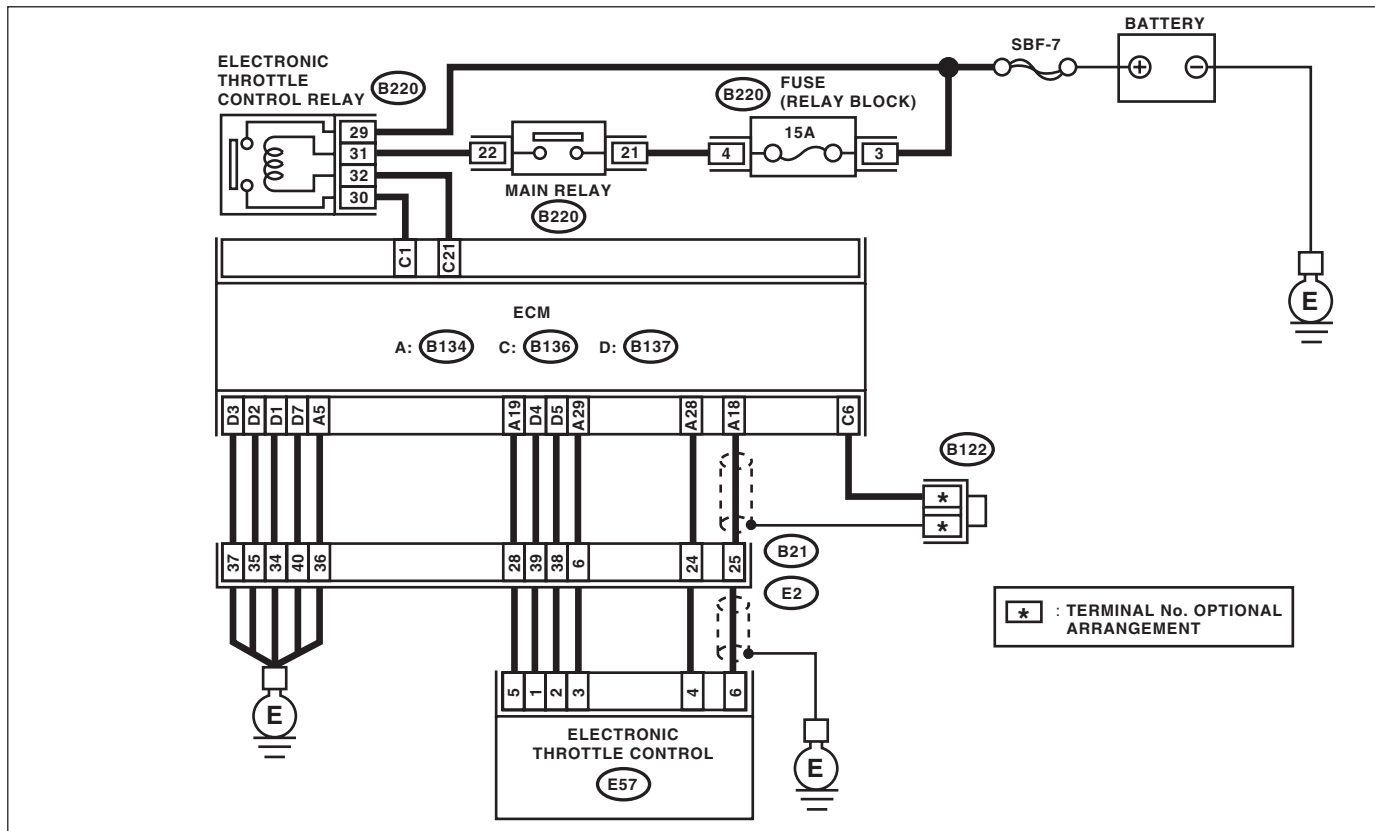 BATTERY
SBF-7
+
−
ELECTRONIC
THROTTLE
CONTROL RELAY
B220
B220
FUSE
(RELAY BLOCK)
15A
29
31
32
30
22
21
4
3
MAIN RELAY
B220
E
C1
C21
ECM
A: B134 C: B136 D: B137
D3
D2
D1
D7
A5
A19
D4
D5
A29
A28
A18
C6
B122
*
*
37
35
34
40
36
28
39
38
6
24
25
B21
E2
* : TERMINAL No. OPTIONAL
ARRANGEMENT
E
5
1
2
3
4
6
ELECTRONIC
THROTTLE CONTROL
E57
E